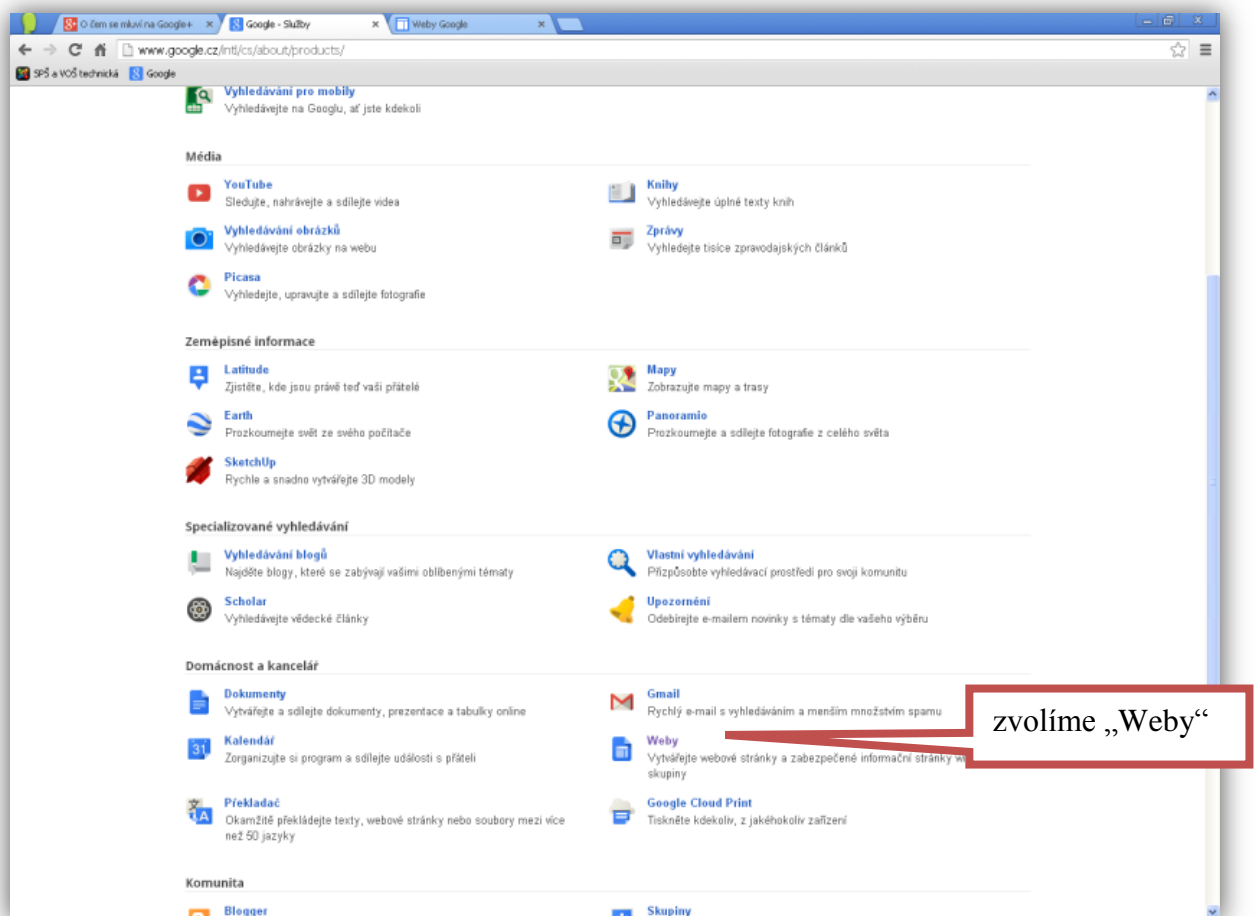 O čem se mluví na Google+
Google - Služby
Weby Google
www.google.cz/intl/cs/about/products/
SPŠ a VOŠ technická
Google
Vyhledávání pro mobily
Vyhledávejte na Googlu, ať jste kdekoli
Média
YouTube
Sledujte, nahrávejte a sdílejte videa
Knihy
Vyhledávejte úplné texty knih
Vyhledávání obrázků
Vyhledávejte obrázky na webu
Zprávy
Vyhledejte tisíce zpravodajských článků
Picasa
Vyhledejte, upravujte a sdílejte fotografie
Zeměpisné informace
Latitude
Zjistěte, kde jsou právě teď vaši přátelé
Mapy
Zobrazujte mapy a trasy
Earth
Prozkoumejte svět ze svého počítače
Panoramio
Prozkoumejte a sdílejte fotografie z celého světa
SketchUp
Rychle a snadno vytvářejte 3D modely
Specializované vyhledávání
Vyhledávání blogů
Najděte blogy, které se zabývají vašimi oblíbenými tématy
Vlastní vyhledávání
Přizpůsobte vyhledávací prostředí pro svoji komunitu
Scholar
Vyhledávejte vědecké články
Upozornění
Odebírejte e-mailem novinky s tématy dle vašeho výběru
Domácnost a kancelář
Dokumenty
Vytvářejte a sdílejte dokumenty, prezentace a tabulky online
Gmail
Rychlý e-mail s vyhledáváním a menším množstvím spamu
zvolíme „Weby“
Kalendář
31
Zorganizujte si program a sdílejte události s přáteli
Weby
Vytvářejte webové stránky a zabezpečené informační stránky
skupiny
Překladač
Okamžitě překládejte texty, webové stránky nebo soubory mezi více
než 50 jazyky
Google Cloud Print
Tiskněte kdekoliv, z jakéhokoliv zařízení
Komunita
Blogger
Skupiny